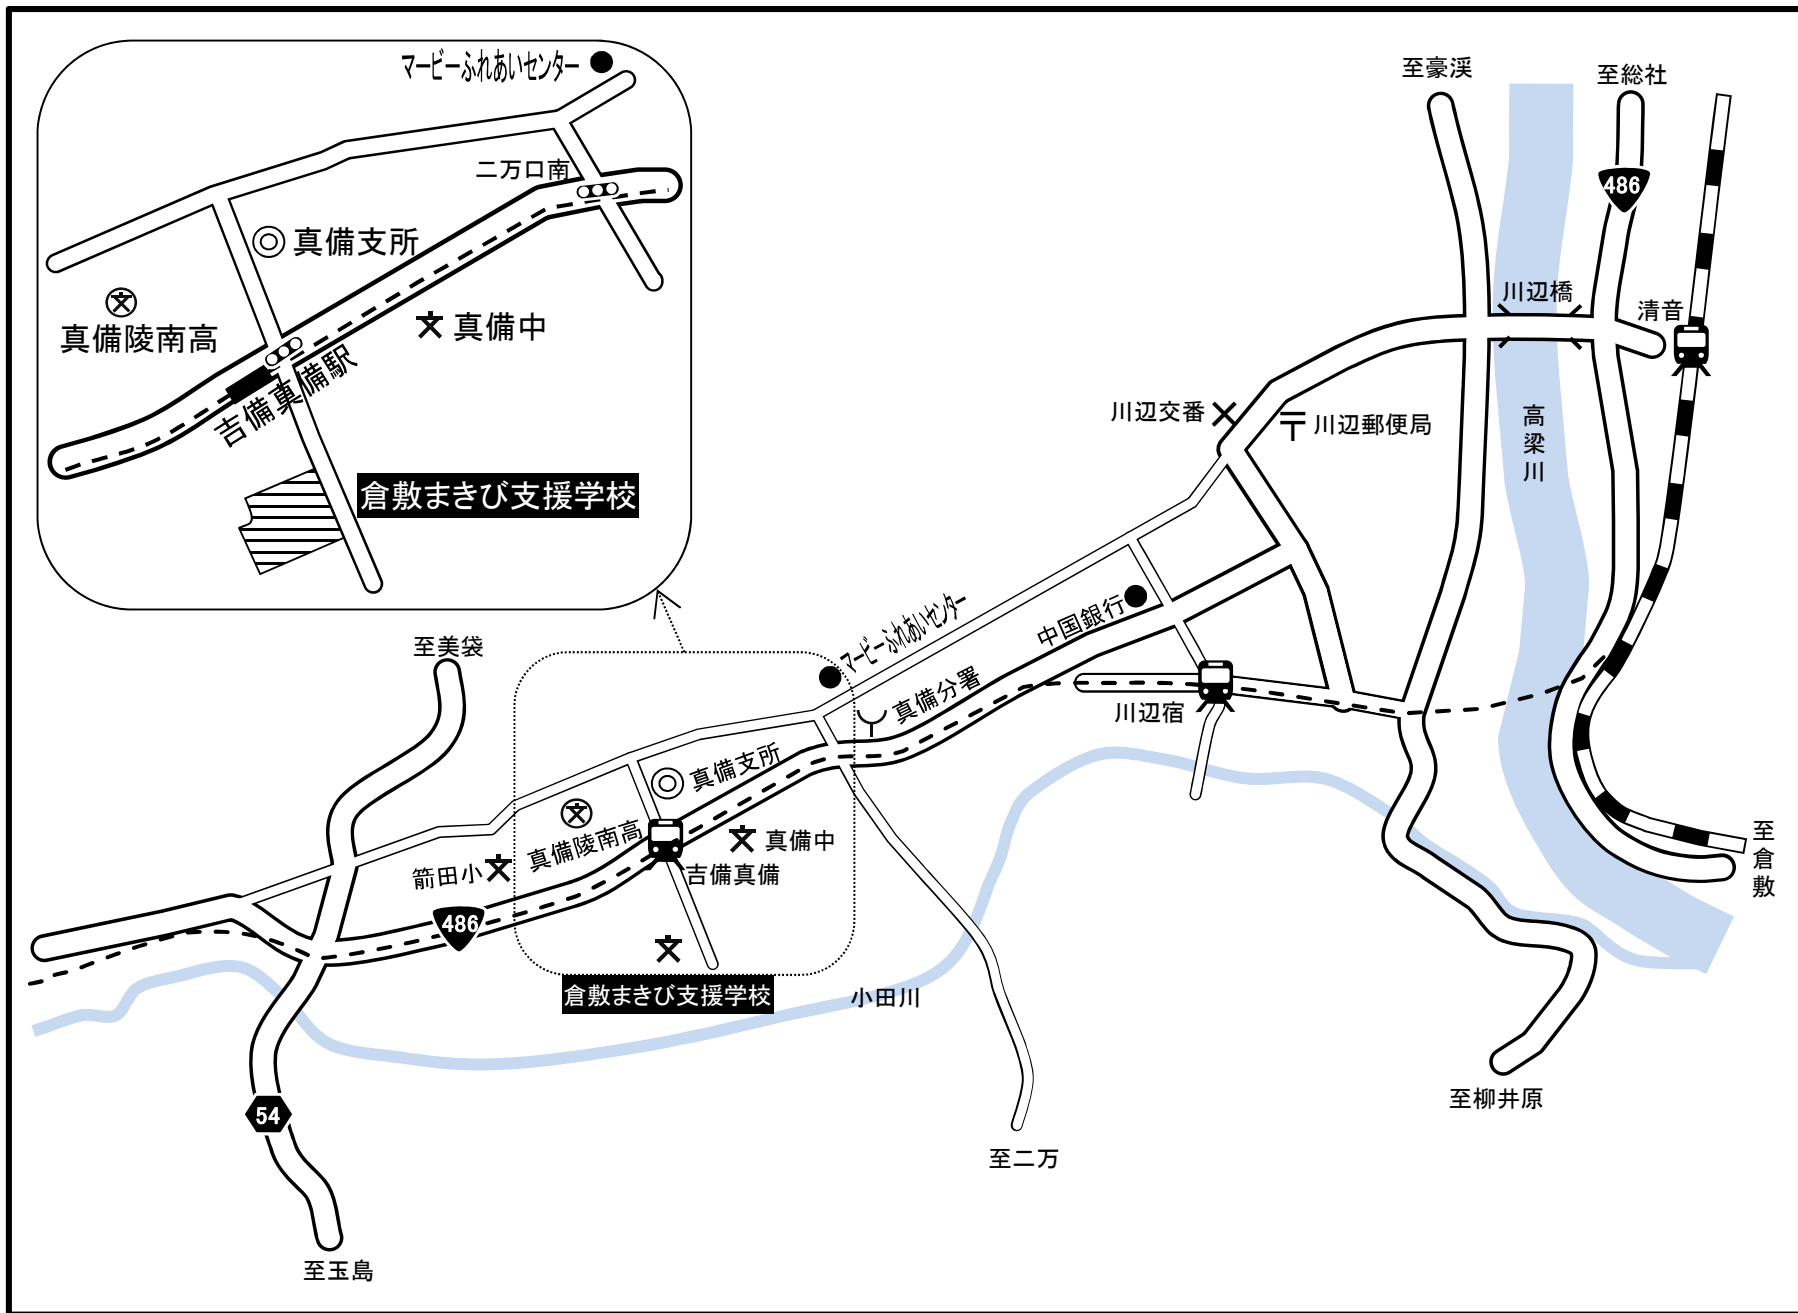 マービーふれあいセンター
二万口南
真備支所
真備陵南高
真備中
吉備真備駅
倉敷まきび支援学校
至豪渓
至総社
486
川辺橋
清音
川辺交番
川辺郵便局
高梁川
至美袋
マービーふれあいセンター
中国銀行
真備分署
川辺宿
真備支所
真備陵南高
真備中
箭田小
吉備真備
486
倉敷まきび支援学校
小田川
至倉敷
54
至柳井原
至二万
至玉島